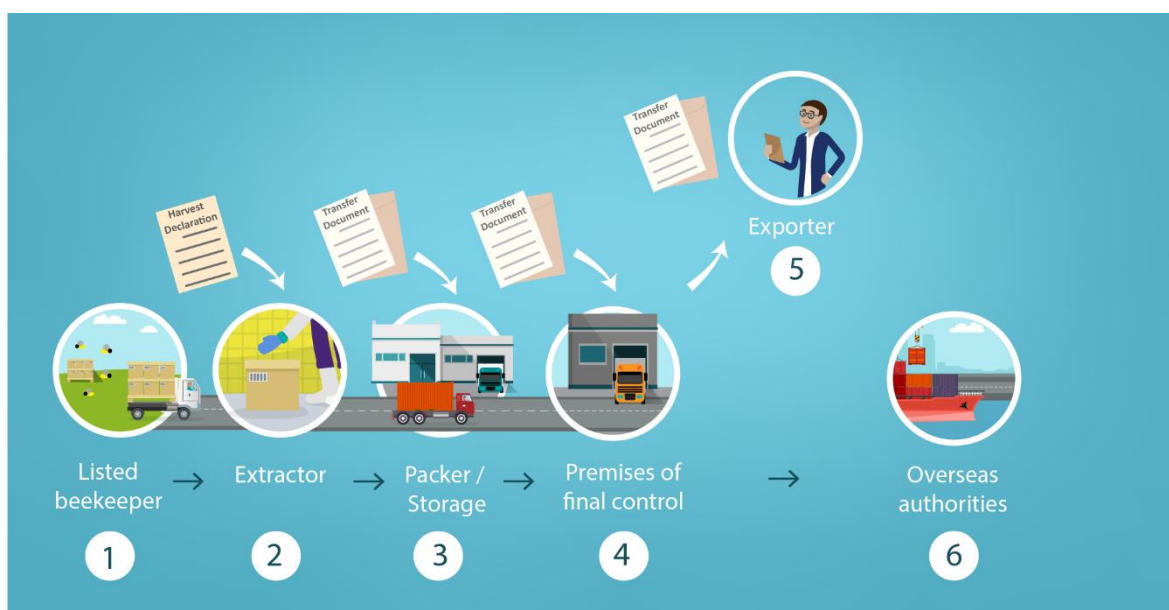 Transfer
Document
Exporter
5
Harvest
Declaration
Transfer
Document
Transfer
Document
Listed
beekeeper
→
Extractor
→
Packer /
Storage
→
Premises of
final control
→
Overseas
authorities
1
2
3
4
6